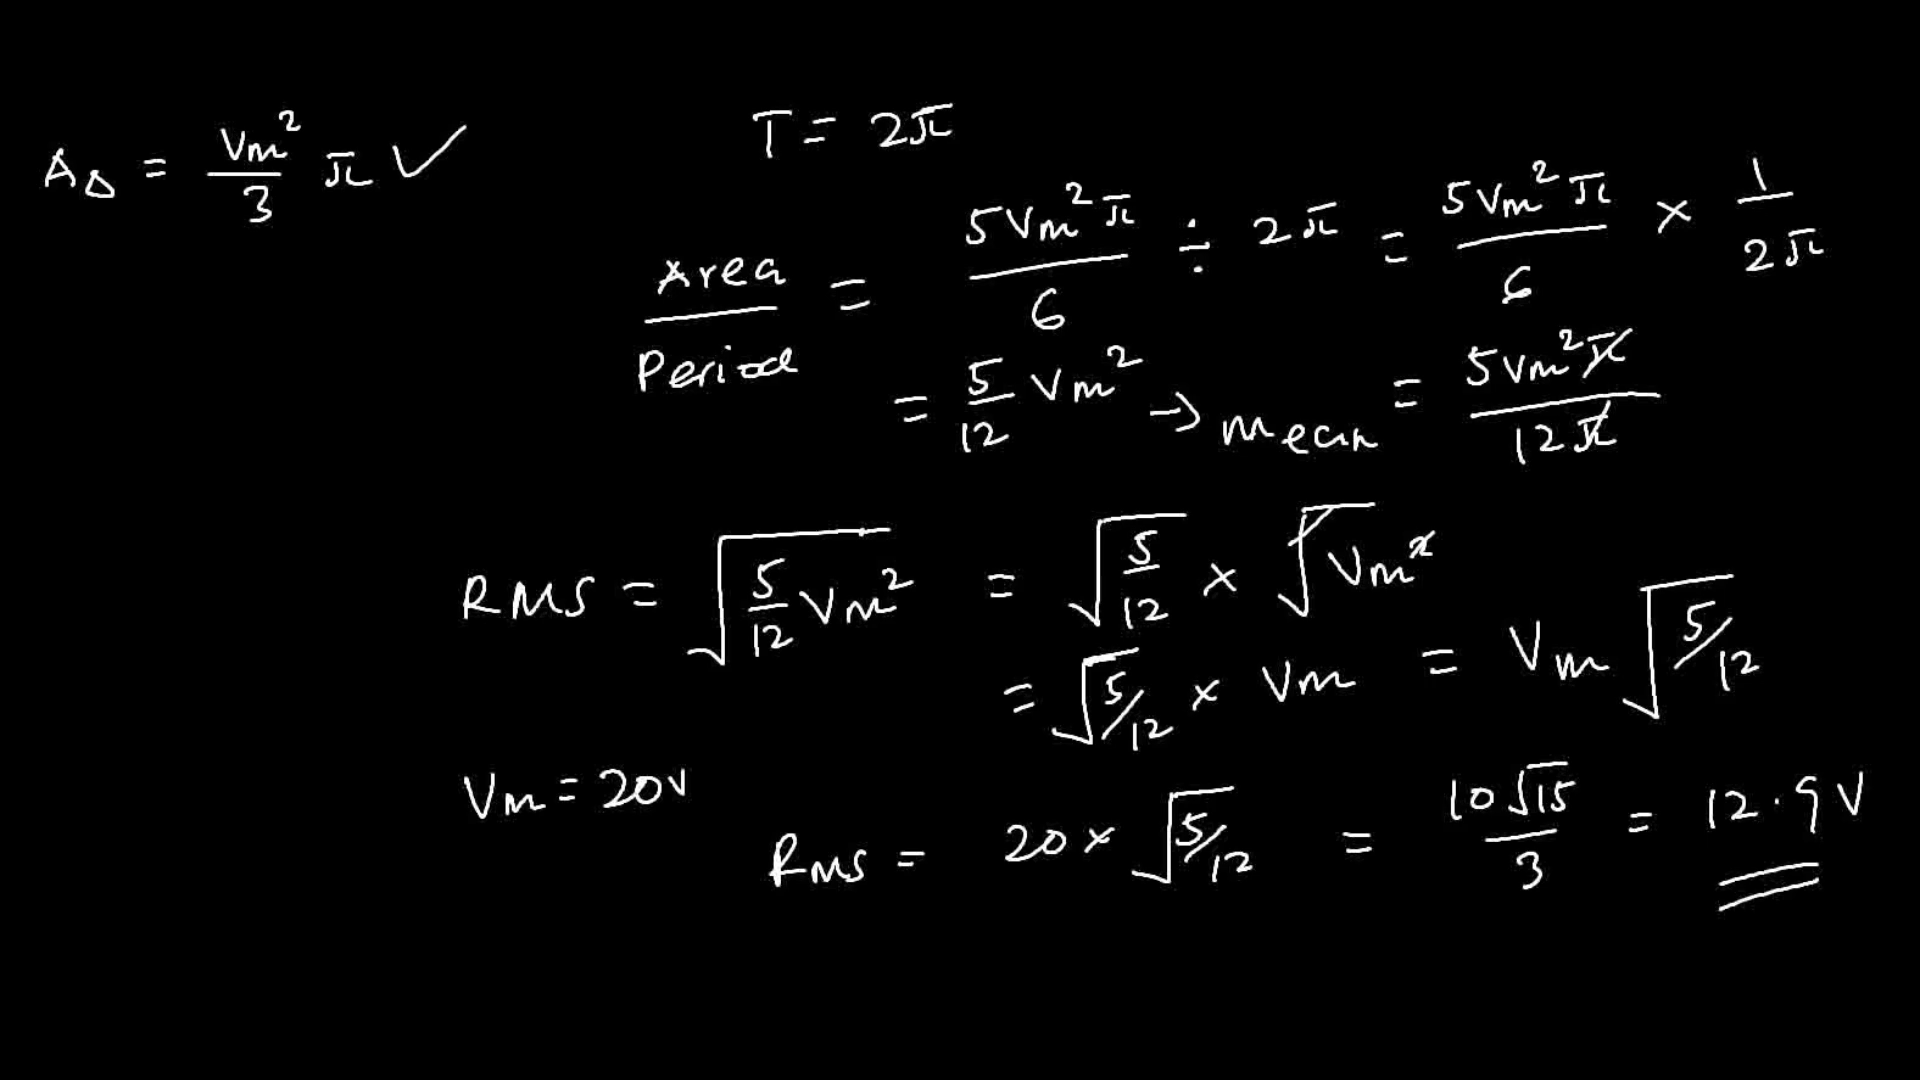 A△ = Vm²/3 π ✓
T = 2π
Area/Period = 5Vm²π/6 ÷ 2π = 5Vm²π/6 × 1/2π
= 5/12 Vm² → mean = 5Vm²π/12π
RMS = √(5/12 Vm²) = √(5/12) × √(Vm²)
= √(5/12) × Vm = Vm √(5/12)
Vm = 20V
RMS = 20 × √(5/12) = 10√15/3 = 12.9V